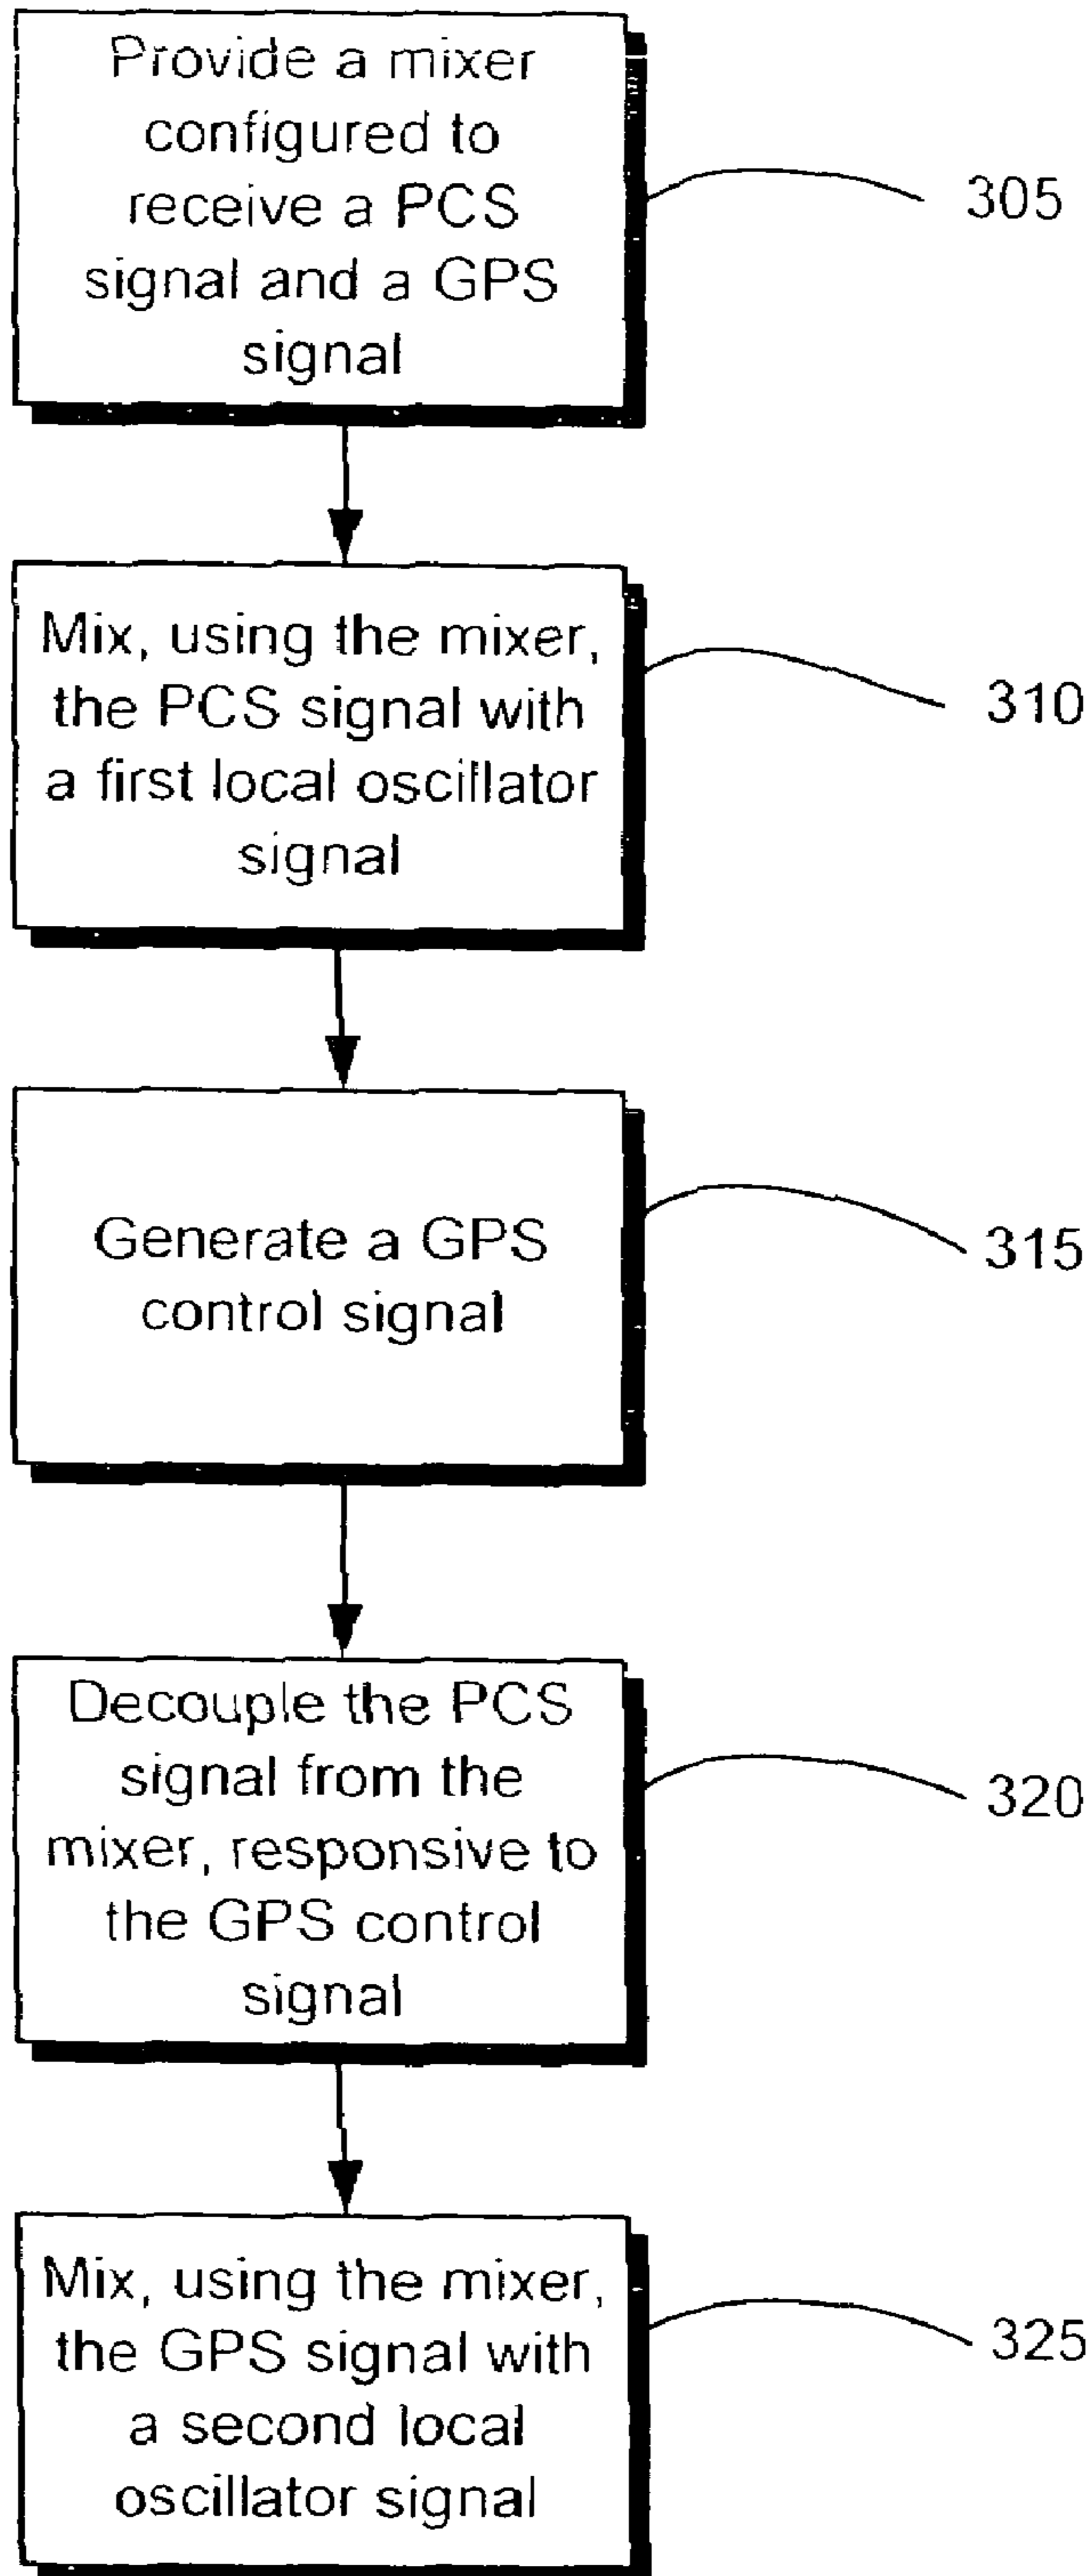 Provide a mixer
configured to
receive a PCS
signal and a GPS
signal
305
Mix, using the mixer,
the PCS signal with
a first local oscillator
signal
310
Generate a GPS
control signal
315
Decouple the PCS
signal from the
mixer, responsive to
the GPS control
signal
320
Mix, using the mixer,
the GPS signal with
a second local
oscillator signal
325